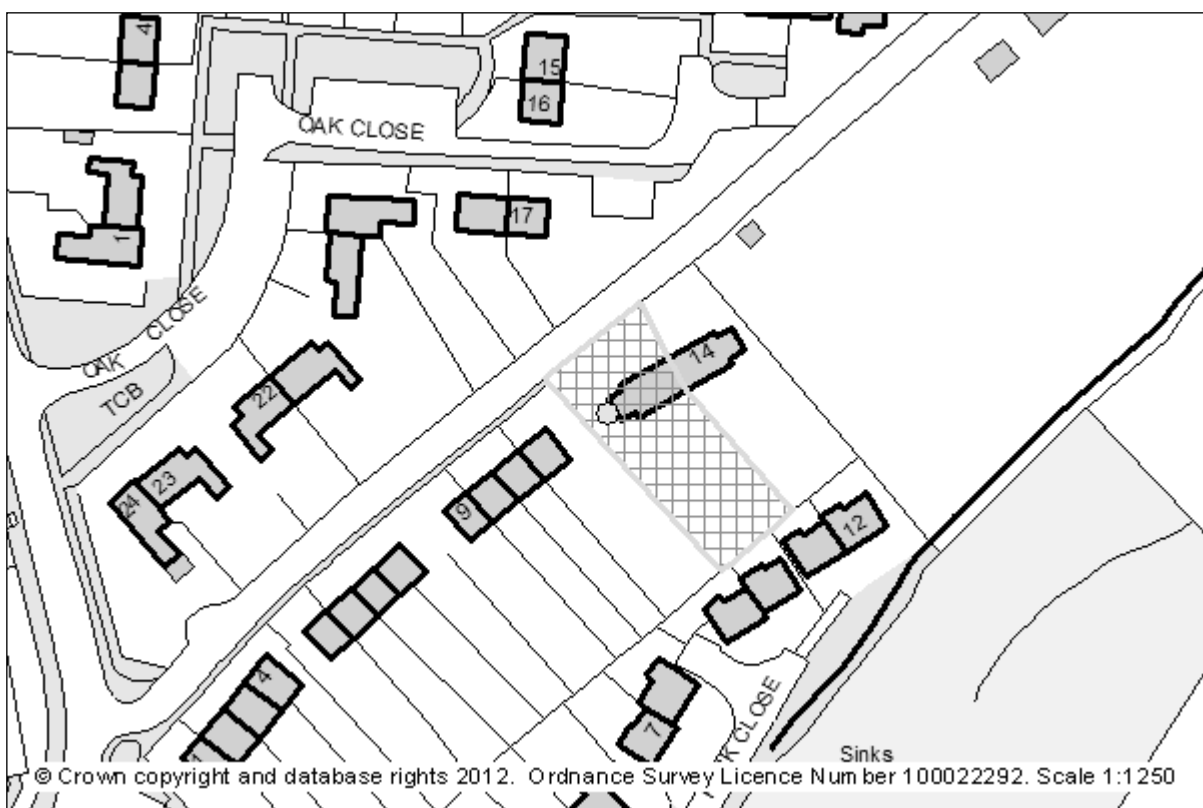 4
15
16
OAK CLOSE
17
1
OAK CLOSE
TCB
14
22
23
24
9
12
4
7
K CLOSE
Sinks
© Crown copyright and database rights 2012. Ordnance Survey Licence Number 100022292. Scale 1:1250